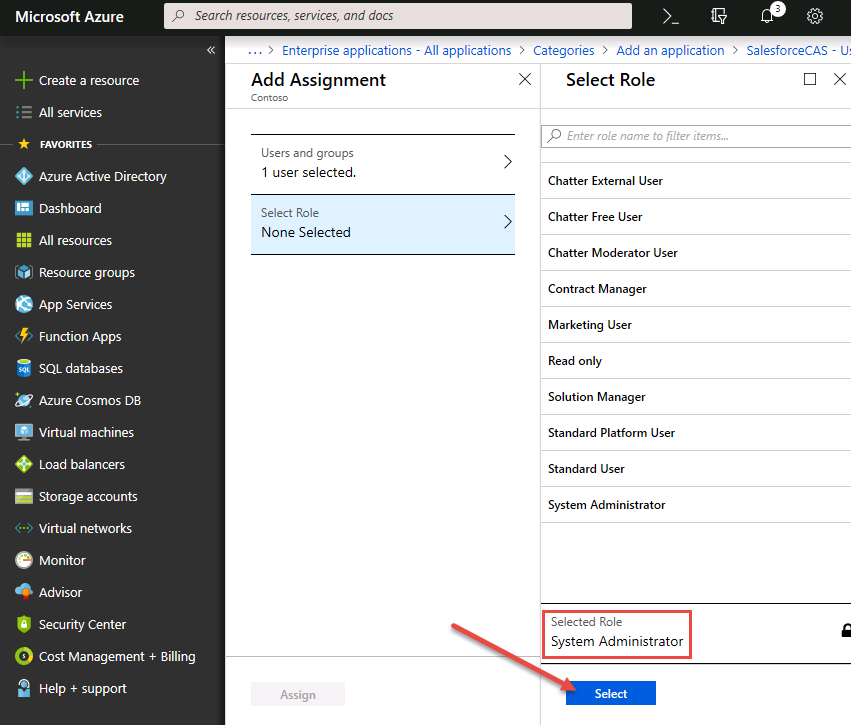 Microsoft Azure
Search resources, services, and docs
3
... > Enterprise applications - All applications > Categories > Add an application > SalesforceCAS - Us
Create a resource
All services
FAVORITES
Azure Active Directory
Dashboard
All resources
Resource groups
App Services
Function Apps
SQL databases
Azure Cosmos DB
Virtual machines
Load balancers
Storage accounts
Virtual networks
Monitor
Advisor
Security Center
Cost Management + Billing
Help + support
Add Assignment
Contoso
Users and groups
1 user selected.
Select Role
None Selected
Assign
Select Role
Enter role name to filter items...
Chatter External User
Chatter Free User
Chatter Moderator User
Contract Manager
Marketing User
Read only
Solution Manager
Standard Platform User
Standard User
System Administrator
Selected Role
System Administrator
Select